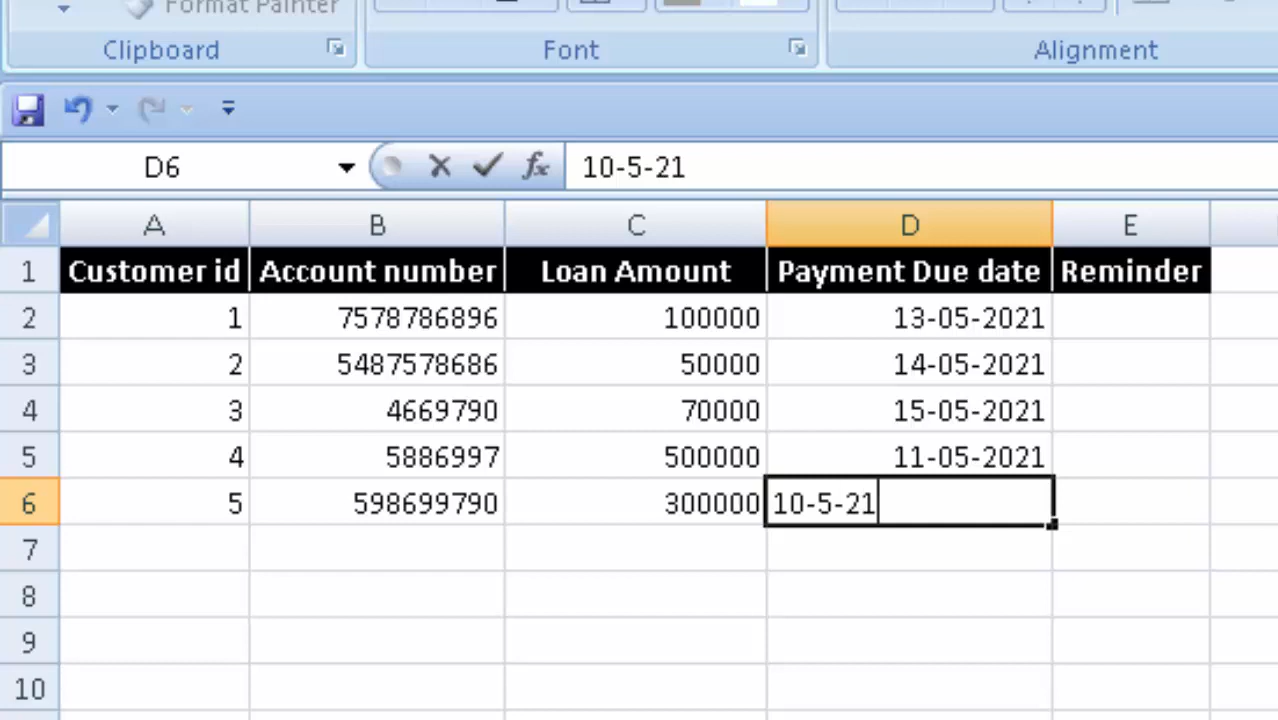 Format Painter
Clipboard Font Alignment
D6 fx 10-5-21
A B C D E
1 Customer id Account number Loan Amount Payment Due date Reminder
2 1 7578786896 100000 13-05-2021
3 2 5487578686 50000 14-05-2021
4 3 4669790 70000 15-05-2021
5 4 5886997 500000 11-05-2021
6 5 598699790 300000 10-5-21
7
8
9
10